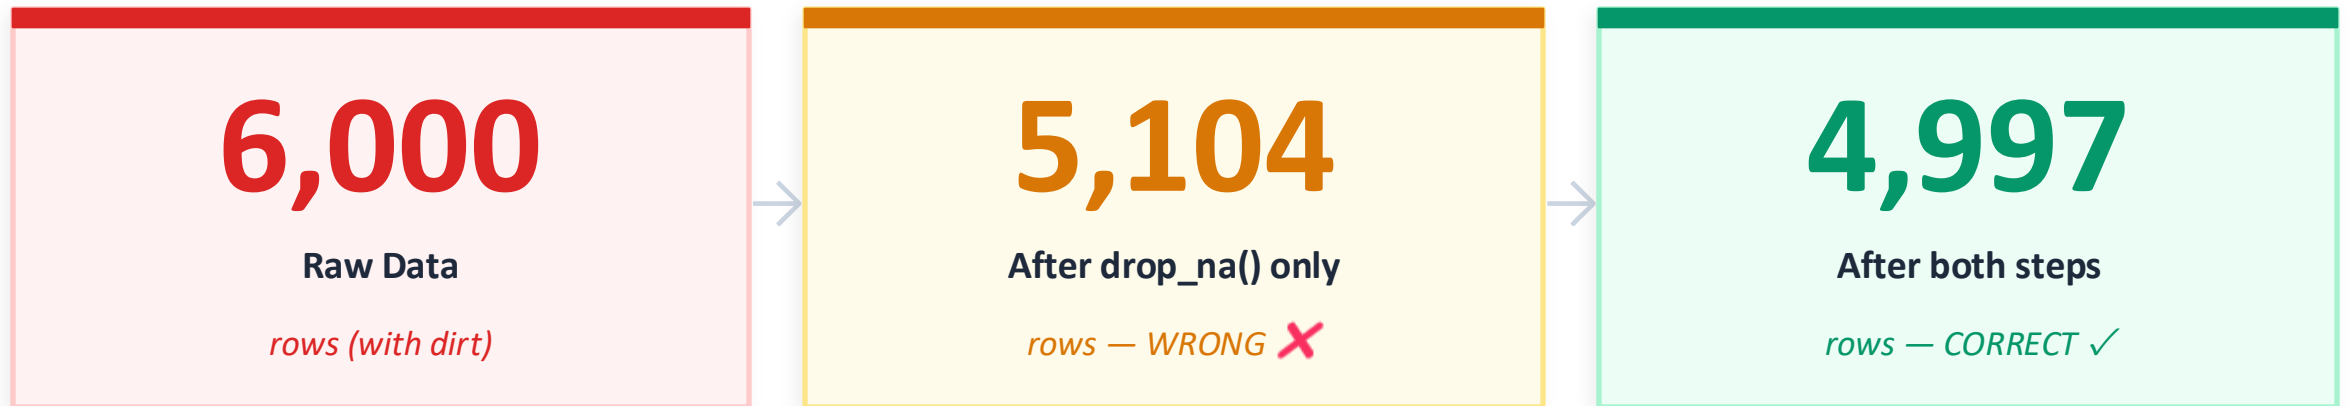 6,000
Raw Data
rows (with dirt)
5,104
After drop_na() only
rows — WRONG ✘
4,997
After both steps
rows — CORRECT ✓